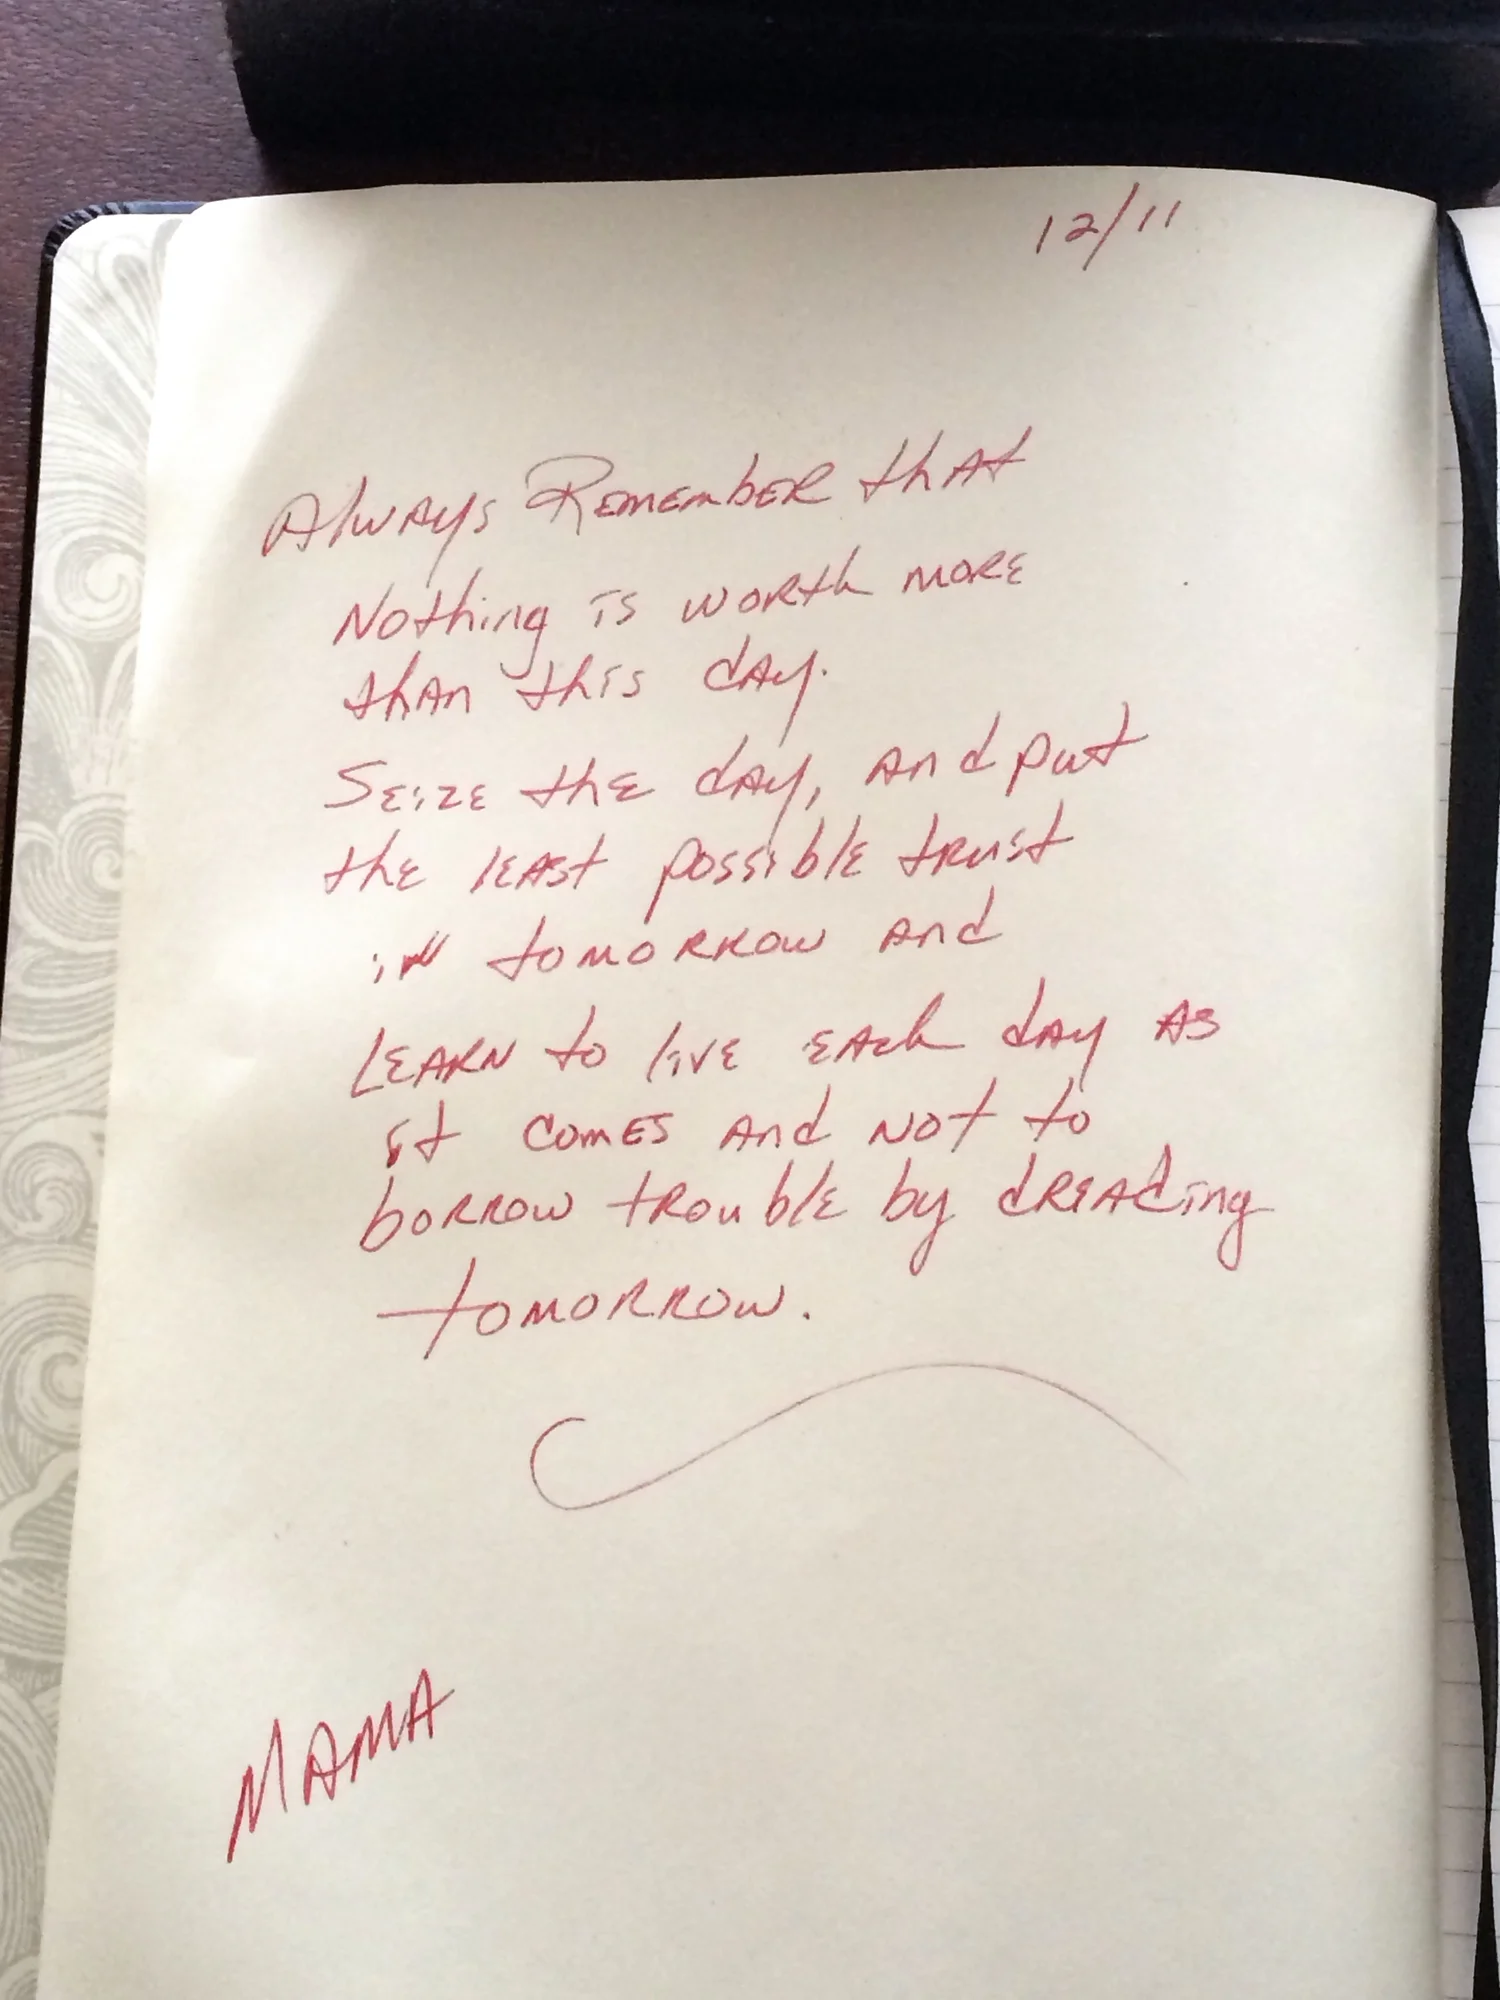 12/11
Always Remember that
Nothing is worth more
than this day.
Seize the day, and put
the least possible trust
in tomorrow and
Learn to live each day as
it comes and not to
borrow trouble by dreading
tomorrow.
MAMA